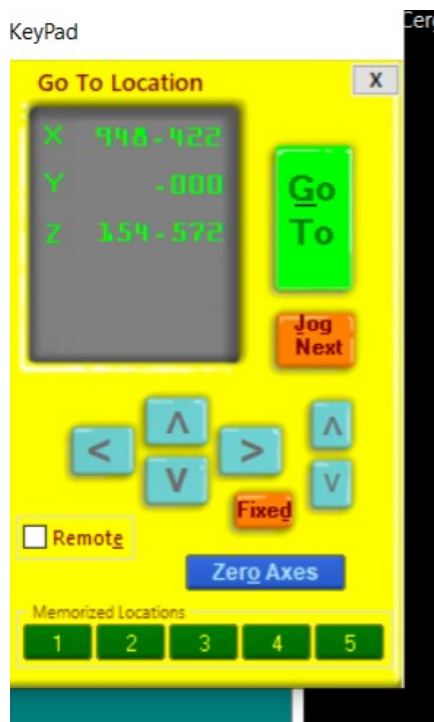 KeyPad
Cerg
Go To Location
X
X 948.422
Y .000
Z 154.572
Go
To
Jog
Next
<
^
v
>
^
v
Fixed
Remote
Zero Axes
Memorized Locations
1 2 3 4 5